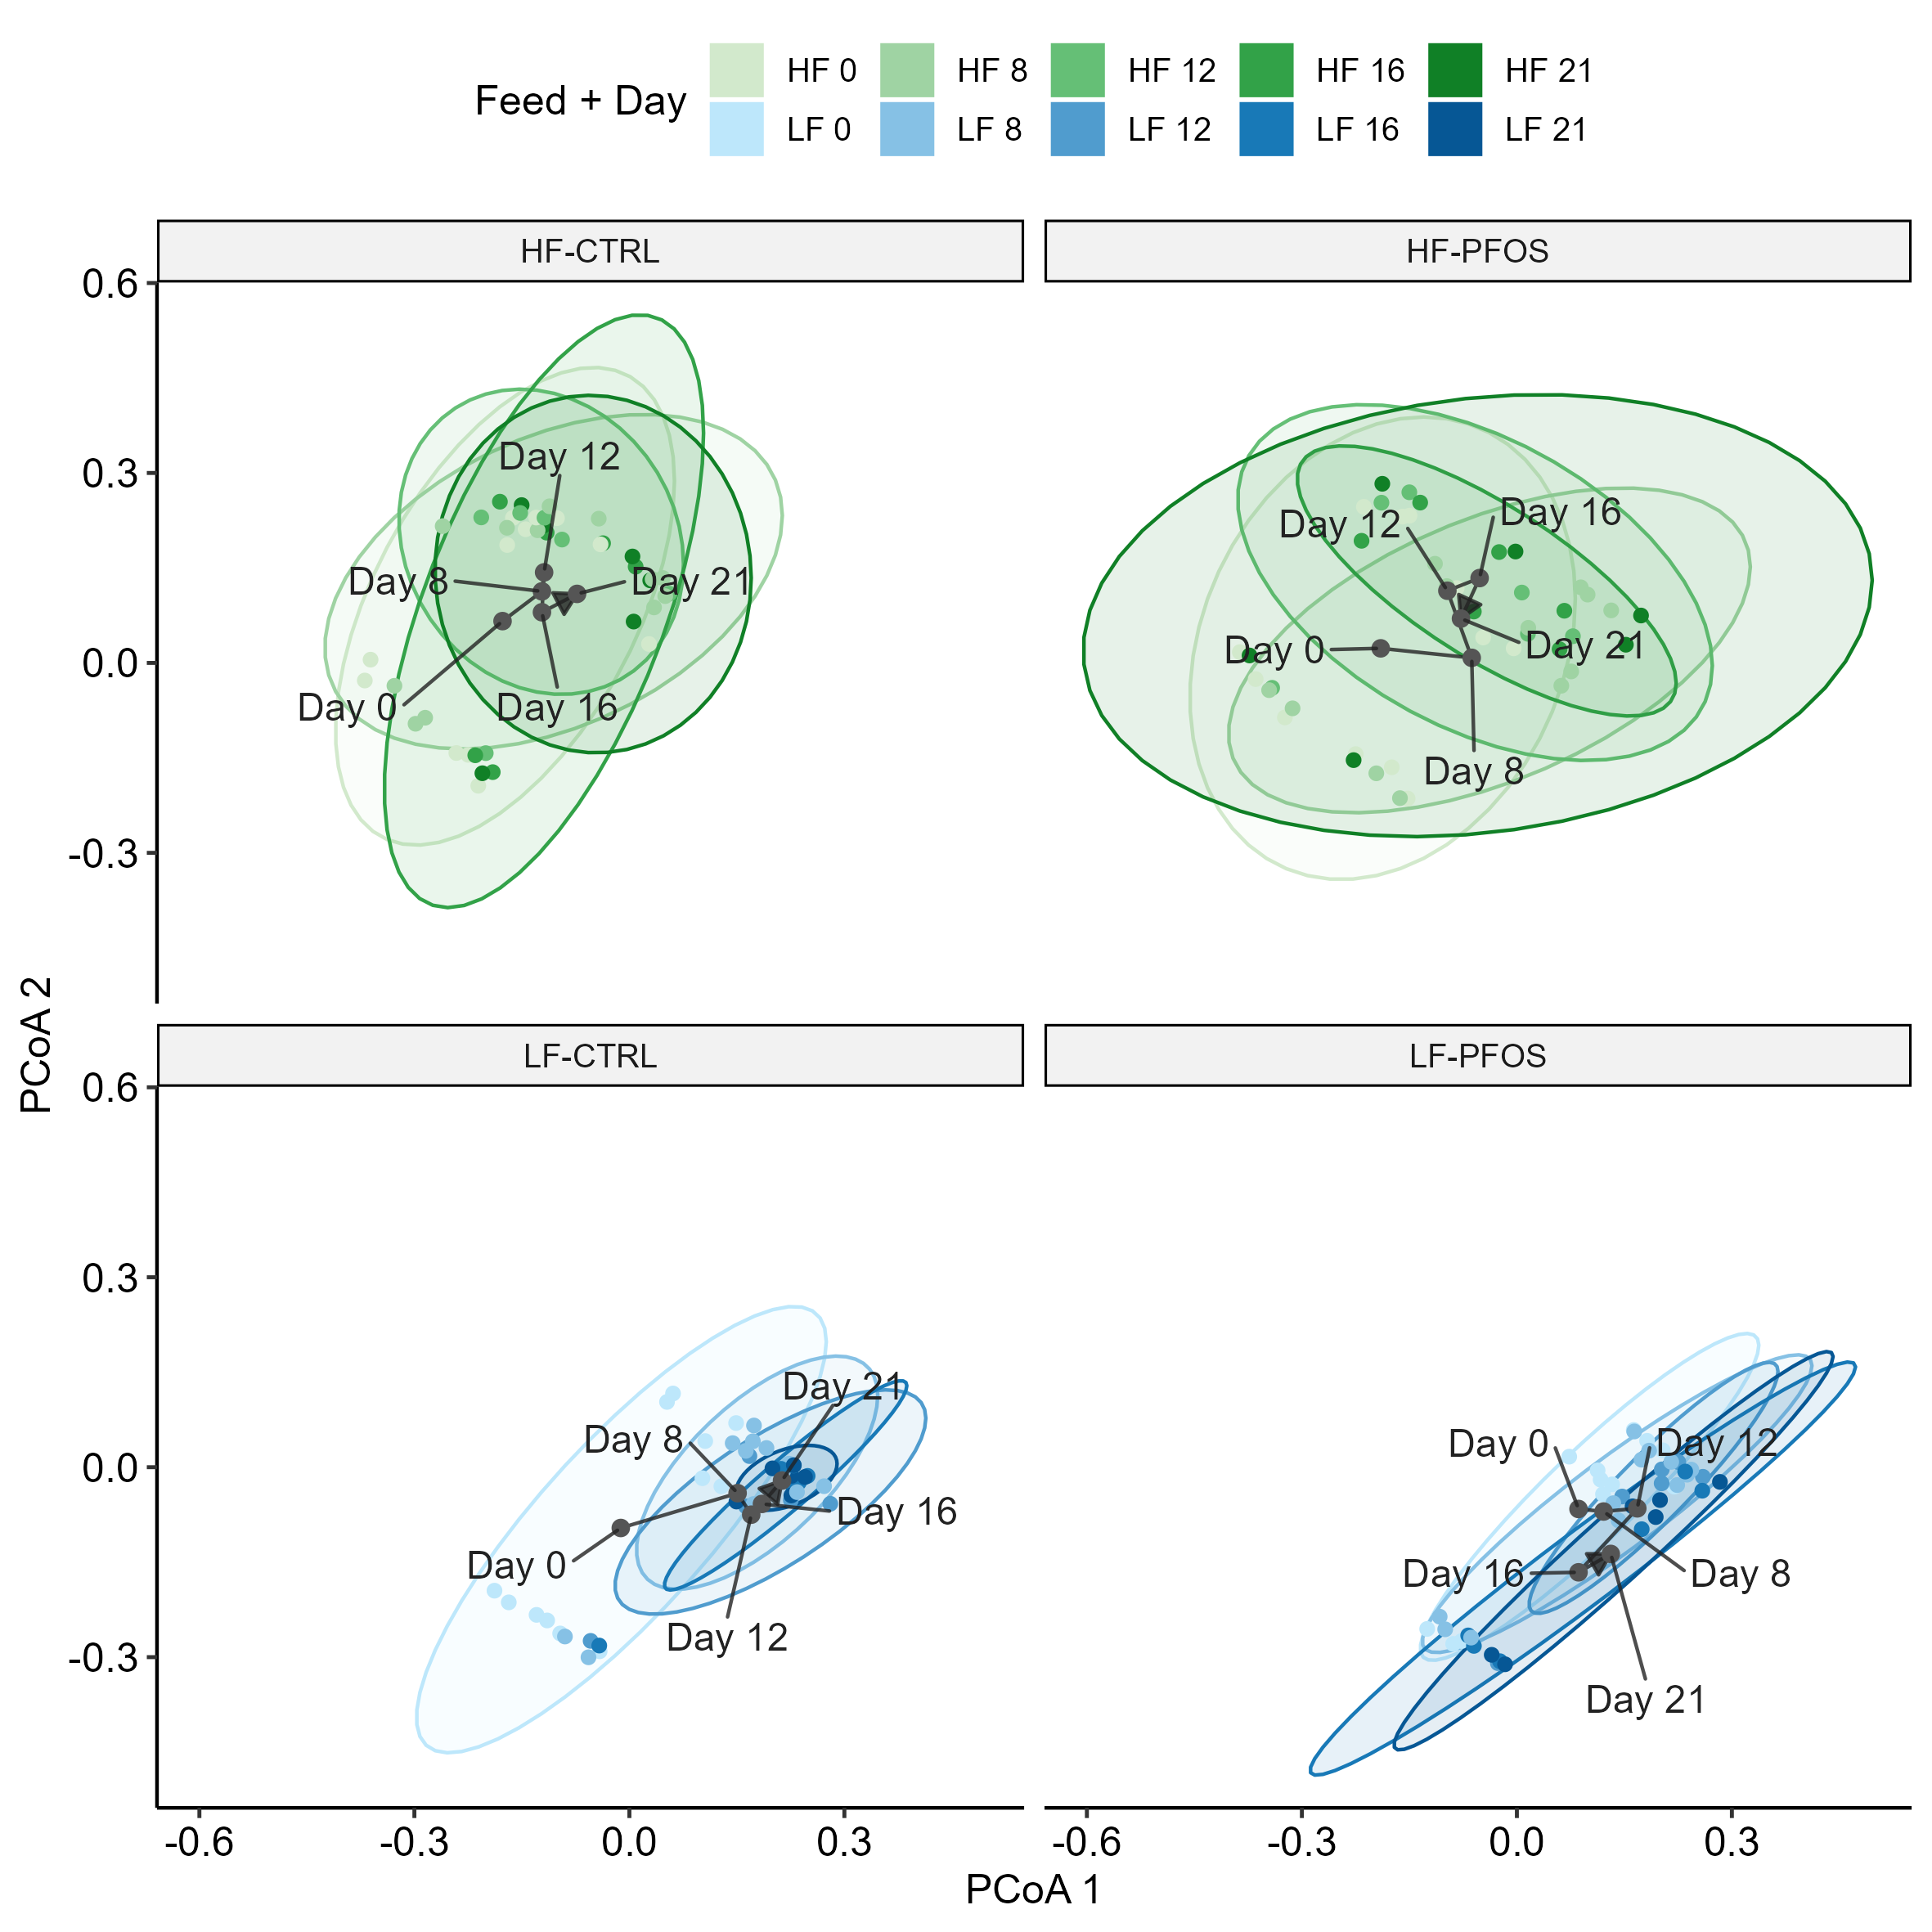 Feed + Day
HF 0 HF 8 HF 12 HF 16 HF 21
LF 0 LF 8 LF 12 LF 16 LF 21
HF-CTRL
0.6
0.3
0.0
-0.3
Day 12
Day 8
Day 21
Day 0
Day 16
HF-PFOS
Day 12
Day 16
Day 0
Day 21
Day 8
PCoA 2
LF-CTRL
0.6
0.3
0.0
-0.3
Day 21
Day 8
Day 16
Day 0
Day 12
-0.6 -0.3 0.0 0.3
LF-PFOS
Day 0
Day 12
Day 16
Day 8
Day 21
-0.6 -0.3 0.0 0.3
PCoA 1